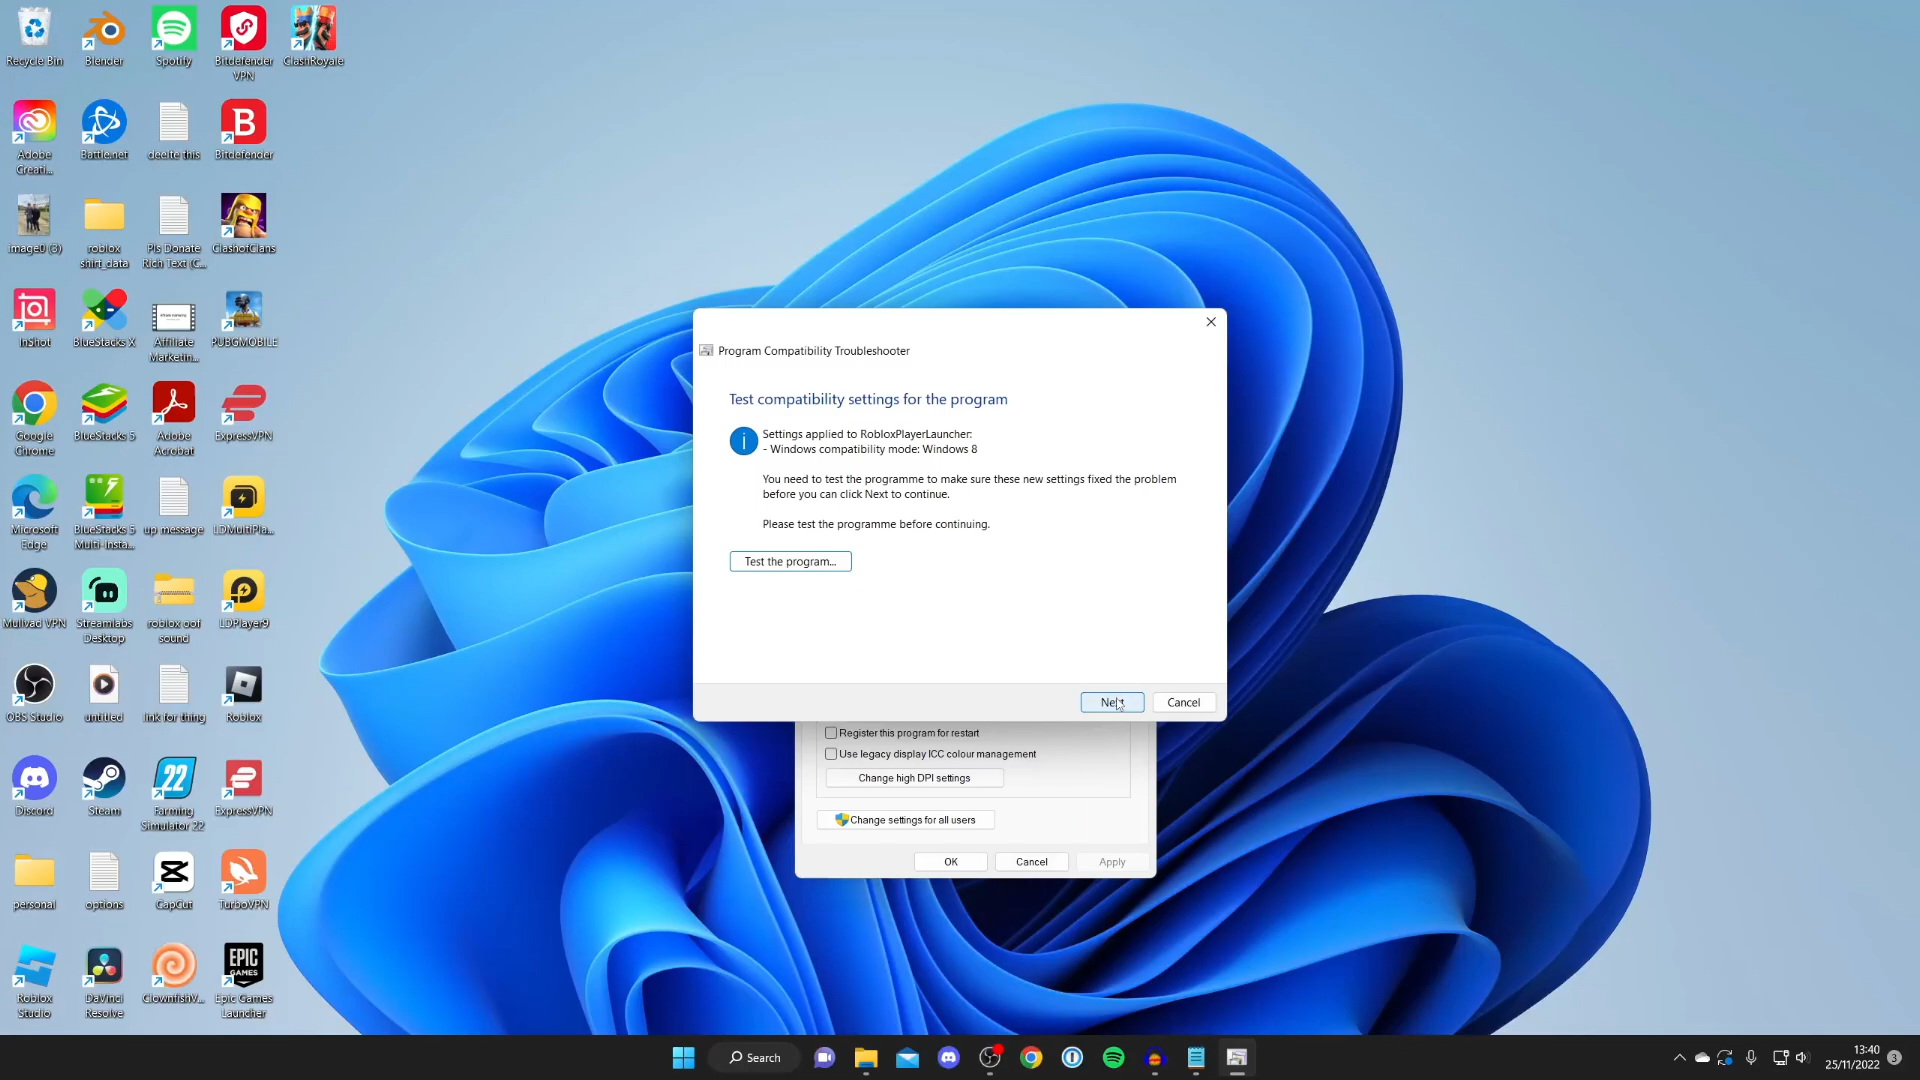 Recycle Bin
Blender
Spotify
Bitdefender
VPN
ClashRoyale
Adobe
Creati...
Battle.net
deelte this
Bitdefender
image0 (3)
roblox
shirt_data
Pls Donate
Rich Text (C...
ClashofClans
InShot
BlueStacks X
Affiliate
Marketin...
PUBGMOBILE
Google
Chrome
BlueStacks 5
Adobe
Acrobat
ExpressVPN
Microsoft
Edge
BlueStacks 5
Multi-Insta...
up message
LDMultiPla...
Mullvad VPN
Streamlabs
Desktop
roblox oof
sound
LDPlayer9
OBS Studio
untitled
link for thing
Roblox
Discord
Steam
22
Farming
Simulator 22
ExpressVPN
personal
options
CapCut
TurboVPN
Roblox
Studio
DaVinci
Resolve
ClownfishV...
EPIC
GAMES
Epic Games
Launcher
Program Compatibility Troubleshooter
Test compatibility settings for the program
Settings applied to RobloxPlayerLauncher:
- Windows compatibility mode: Windows 8
You need to test the programme to make sure these new settings fixed the problem
before you can click Next to continue.
Please test the programme before continuing.
Test the program...
Next
Cancel
Register this program for restart
Use legacy display ICC colour management
Change high DPI settings
Change settings for all users
OK
Cancel
Apply
Search
13:40
25/11/2022
3